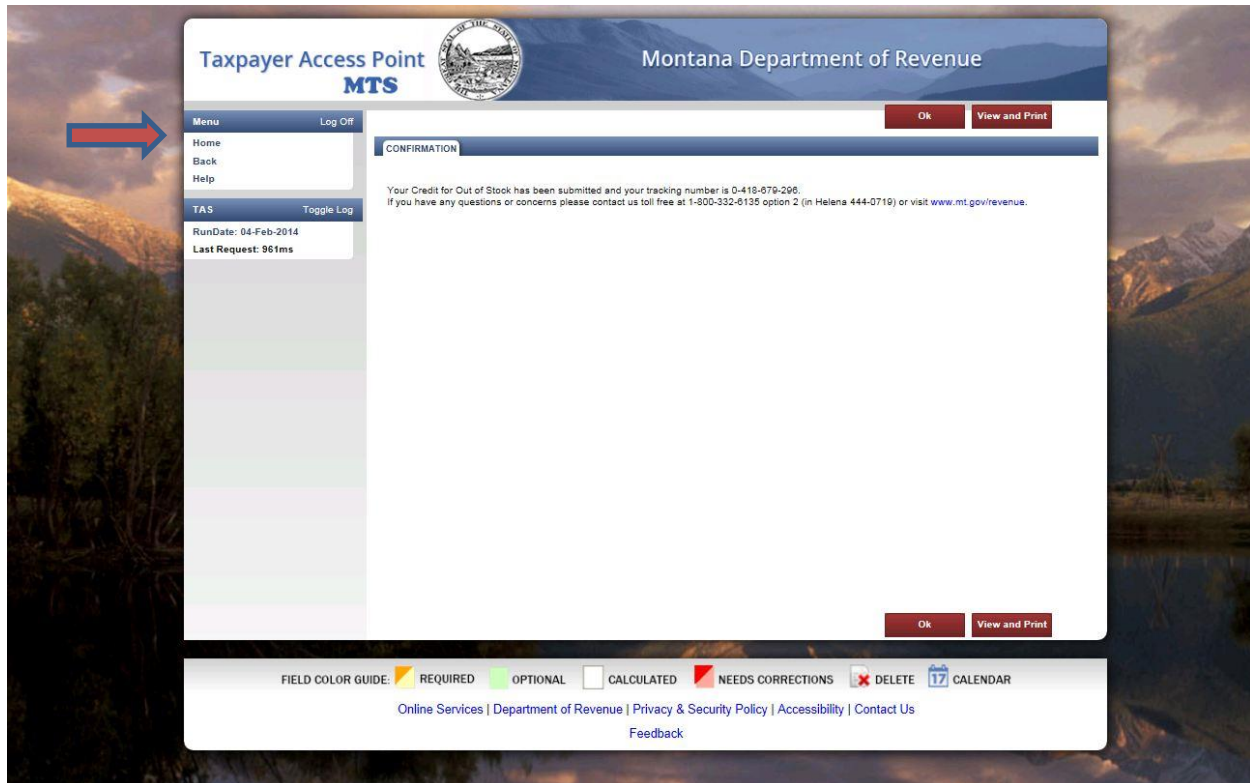 Taxpayer Access Point
MTS
Montana Department of Revenue
Menu Log Off
Home
Back
Help
TAS Toggle Log
RunDate: 04-Feb-2014
Last Request: 961ms
Ok View and Print
CONFIRMATION
Your Credit for Out of Stook has been submitted and your tracking number is 0-418-679-296.
If you have any questions or concerns please contact us toll free at 1-800-332-6135 option 2 (in Helena 444-0719) or visit www.mt.gov/revenue.
Ok View and Print
FIELD COLOR GUIDE: REQUIRED OPTIONAL CALCULATED NEEDS CORRECTIONS DELETE 17 CALENDAR
Online Services | Department of Revenue | Privacy & Security Policy | Accessibility | Contact Us
Feedback